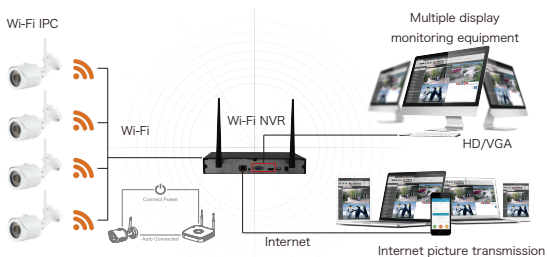 Wi-Fi IPC
Multiple display
monitoring equipment
Wi-Fi
Wi-Fi NVR
HD/VGA
Connect Power
Auto Connected
Internet
Internet picture transmission